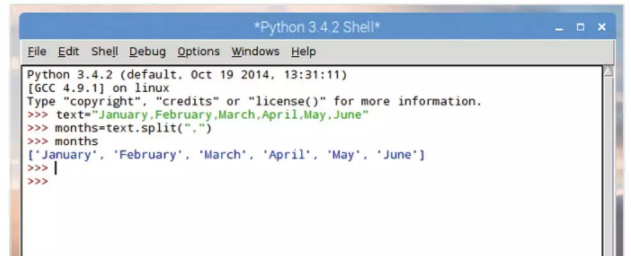 *Python 3.4.2 Shell*
File Edit Shell Debug Options Windows Help
Python 3.4.2 (default, Oct 19 2014, 13:31:11)
[GCC 4.9.1] on linux
Type "copyright", "credits" or "license()" for more information.
>>> text="January,February,March,April,May,June"
>>> months=text.split(",")
>>> months
['January', 'February', 'March', 'April', 'May', 'June']
>>>
>>>